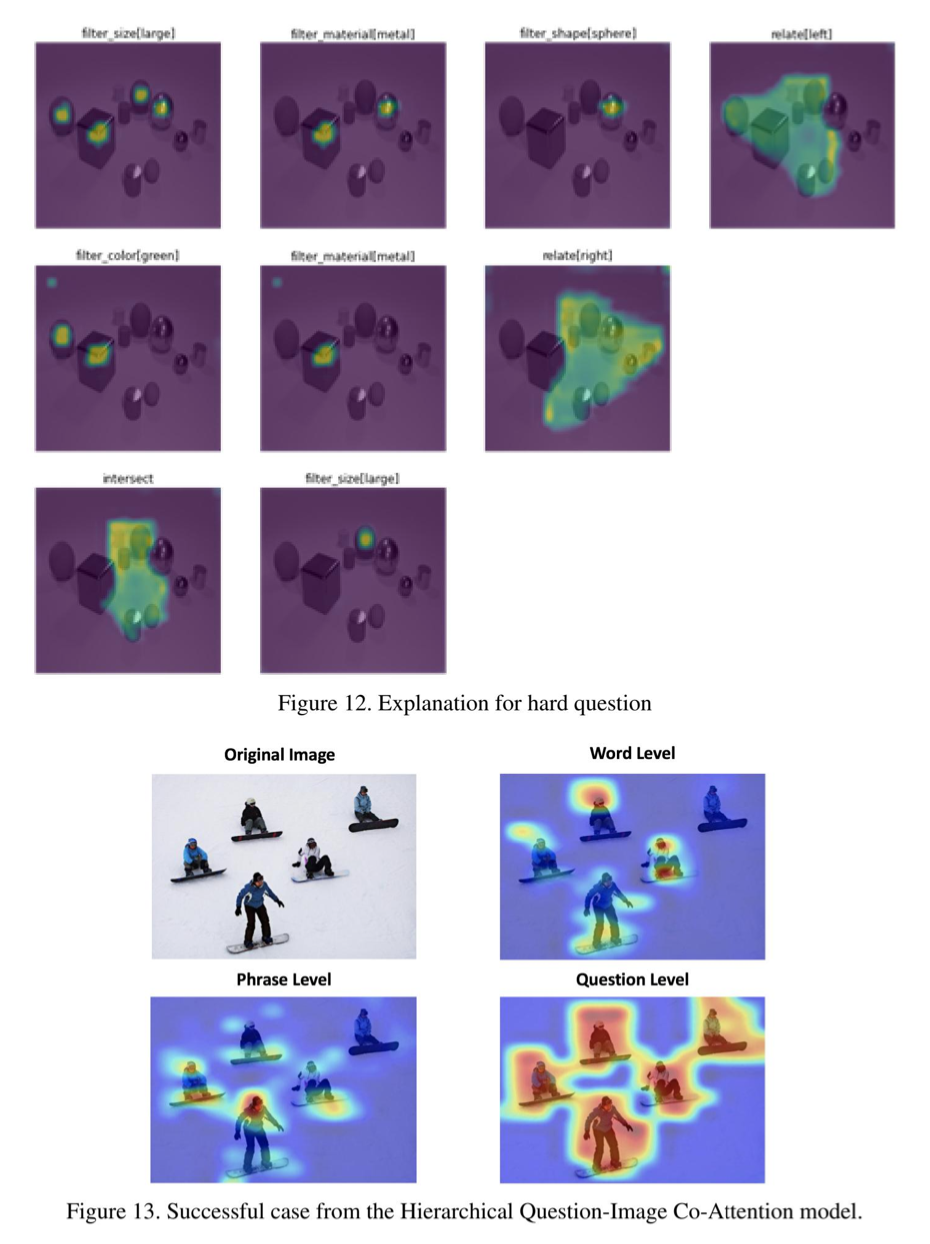 filter_size[large]
filter_material[metal]
filter_shape[sphere]
relate[left]
filter_color[green]
filter_material[metal]
relate[right]
intersect
filter_size[large]
Figure 12. Explanation for hard question
Original Image
Word Level
Phrase Level
Question Level
Figure 13. Successful case from the Hierarchical Question-Image Co-Attention model.